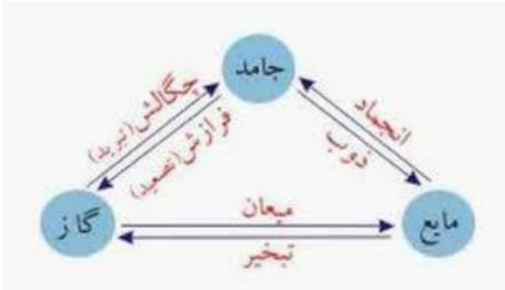 جامد
چگالش (تبرید)
فرازش (تصعید)
انجماد
ذوب
گاز
میعان
تبخیر
مایع